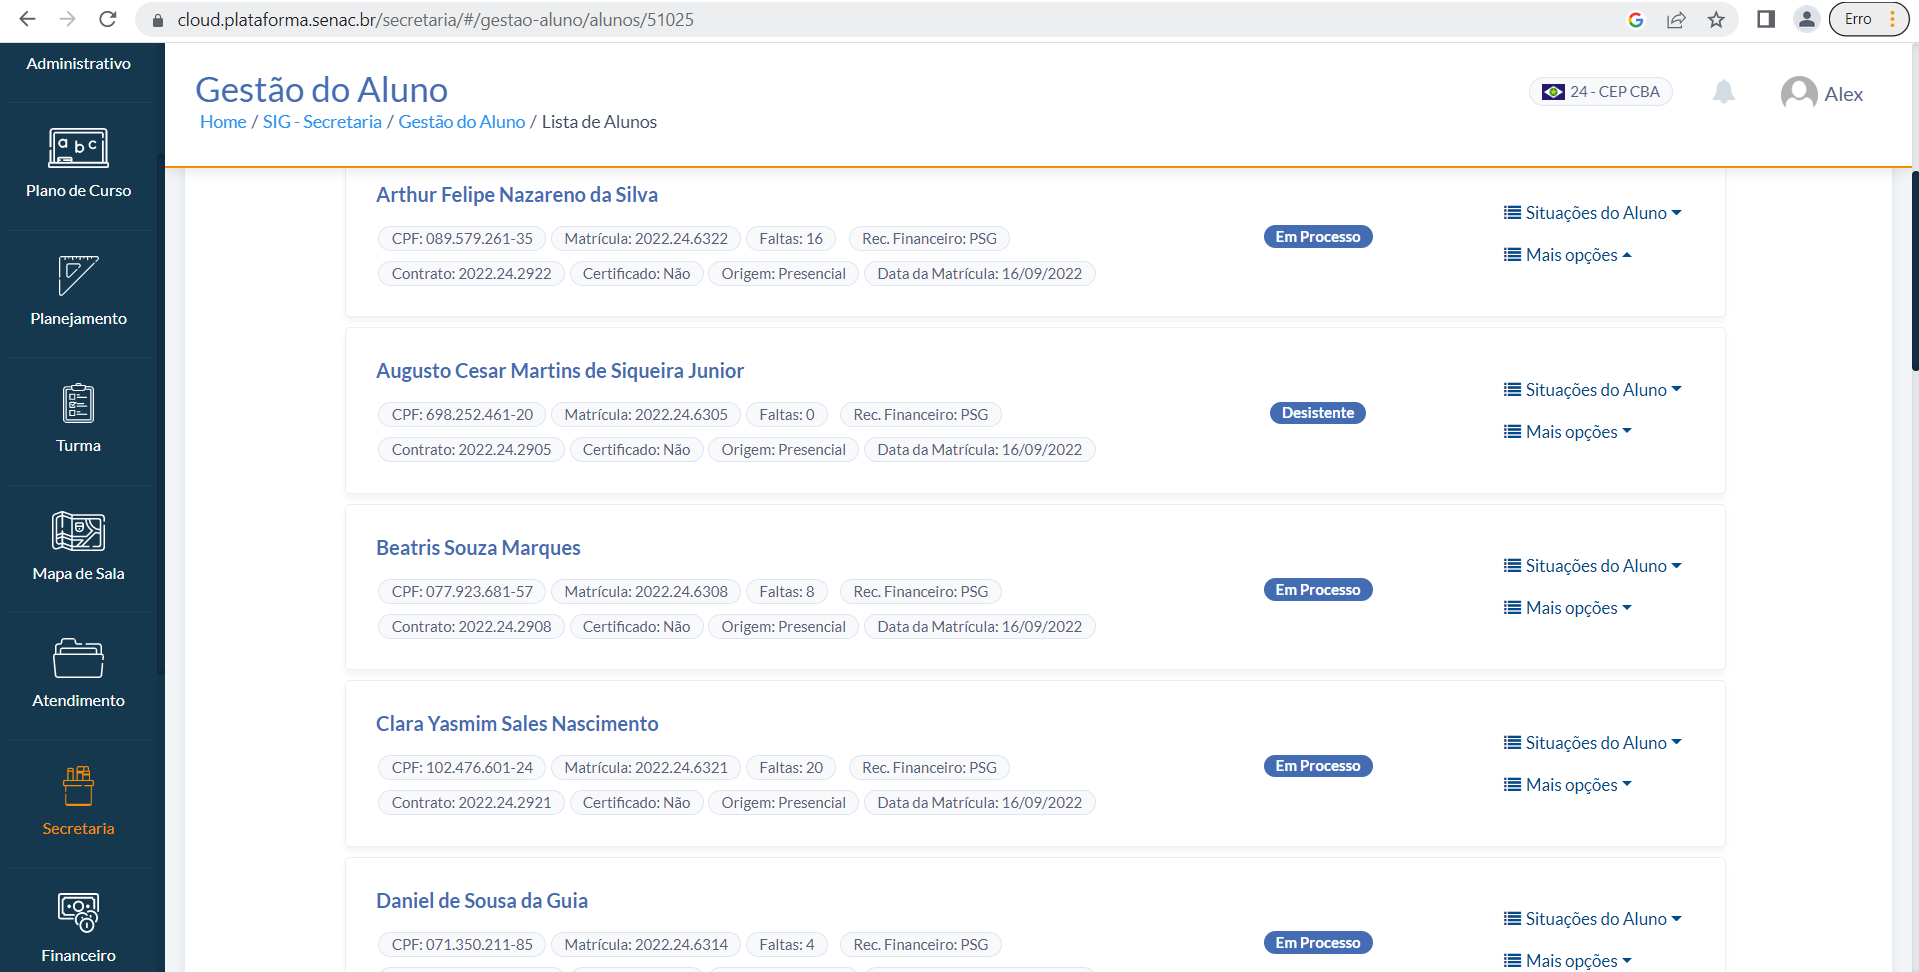 cloud.plataforma.senac.br/secretaria/#/gestao-aluno/alunos/51025
Erro
Administrativo
Plano de Curso
Planejamento
Turma
Mapa de Sala
Atendimento
Secretaria
Financeiro
Gestão do Aluno
Home / SIG - Secretaria / Gestão do Aluno / Lista de Alunos
24 - CEP CBA
Alex
Arthur Felipe Nazareno da Silva
CPF: 089.579.261-35 Matrícula: 2022.24.6322 Faltas: 16 Rec. Financeiro: PSG
Contrato: 2022.24.2922 Certificado: Não Origem: Presencial Data da Matrícula: 16/09/2022
Em Processo
Situações do Aluno
Mais opções
Augusto Cesar Martins de Siqueira Junior
CPF: 698.252.461-20 Matrícula: 2022.24.6305 Faltas: 0 Rec. Financeiro: PSG
Contrato: 2022.24.2905 Certificado: Não Origem: Presencial Data da Matrícula: 16/09/2022
Desistente
Situações do Aluno
Mais opções
Beatris Souza Marques
CPF: 077.923.681-57 Matrícula: 2022.24.6308 Faltas: 8 Rec. Financeiro: PSG
Contrato: 2022.24.2908 Certificado: Não Origem: Presencial Data da Matrícula: 16/09/2022
Em Processo
Situações do Aluno
Mais opções
Clara Yasmim Sales Nascimento
CPF: 102.476.601-24 Matrícula: 2022.24.6321 Faltas: 20 Rec. Financeiro: PSG
Contrato: 2022.24.2921 Certificado: Não Origem: Presencial Data da Matrícula: 16/09/2022
Em Processo
Situações do Aluno
Mais opções
Daniel de Sousa da Guia
CPF: 071.350.211-85 Matrícula: 2022.24.6314 Faltas: 4 Rec. Financeiro: PSG
Em Processo
Situações do Aluno
Mais opções